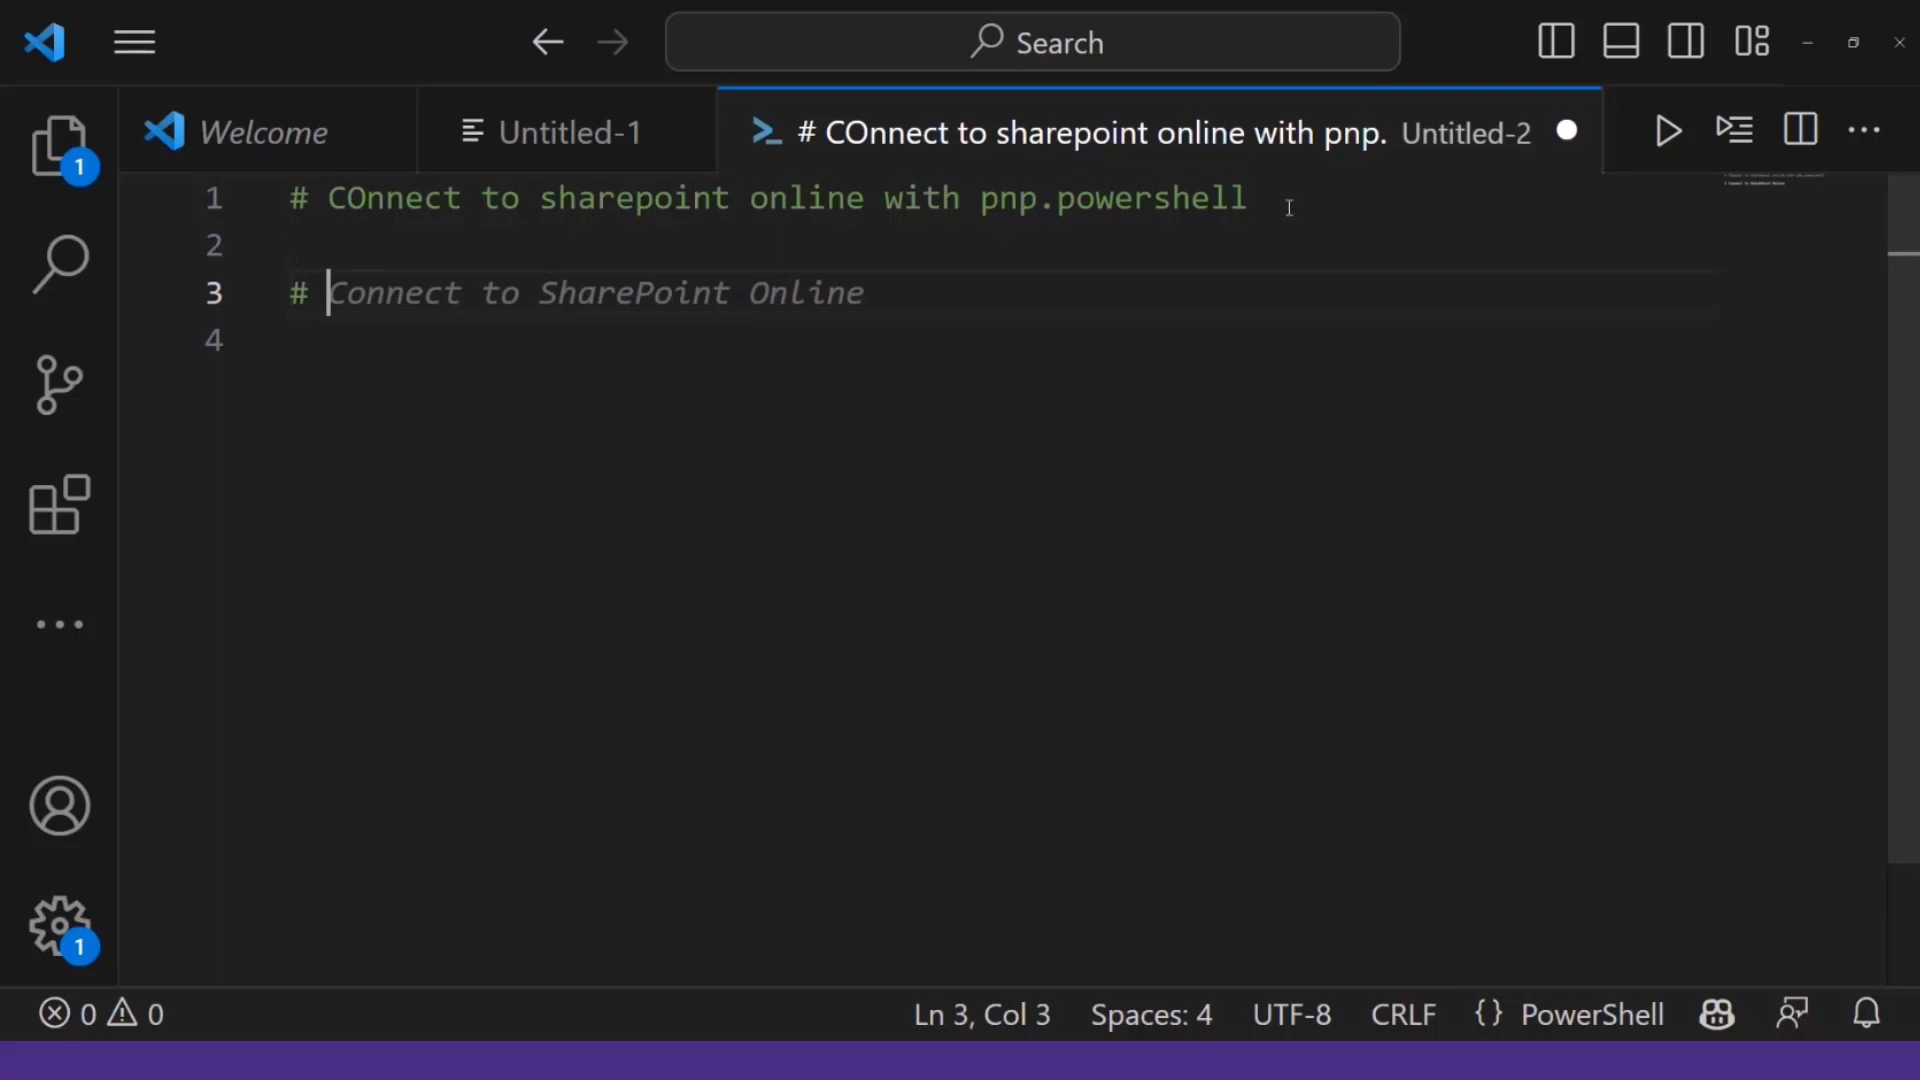 Search
Welcome
Untitled-1
# COnnect to sharepoint online with pnp. Untitled-2
1 # COnnect to sharepoint online with pnp.powershell
2
3 # Connect to SharePoint Online
4
1
1
0 0
Ln 3, Col 3
Spaces: 4
UTF-8
CRLF
{} PowerShell